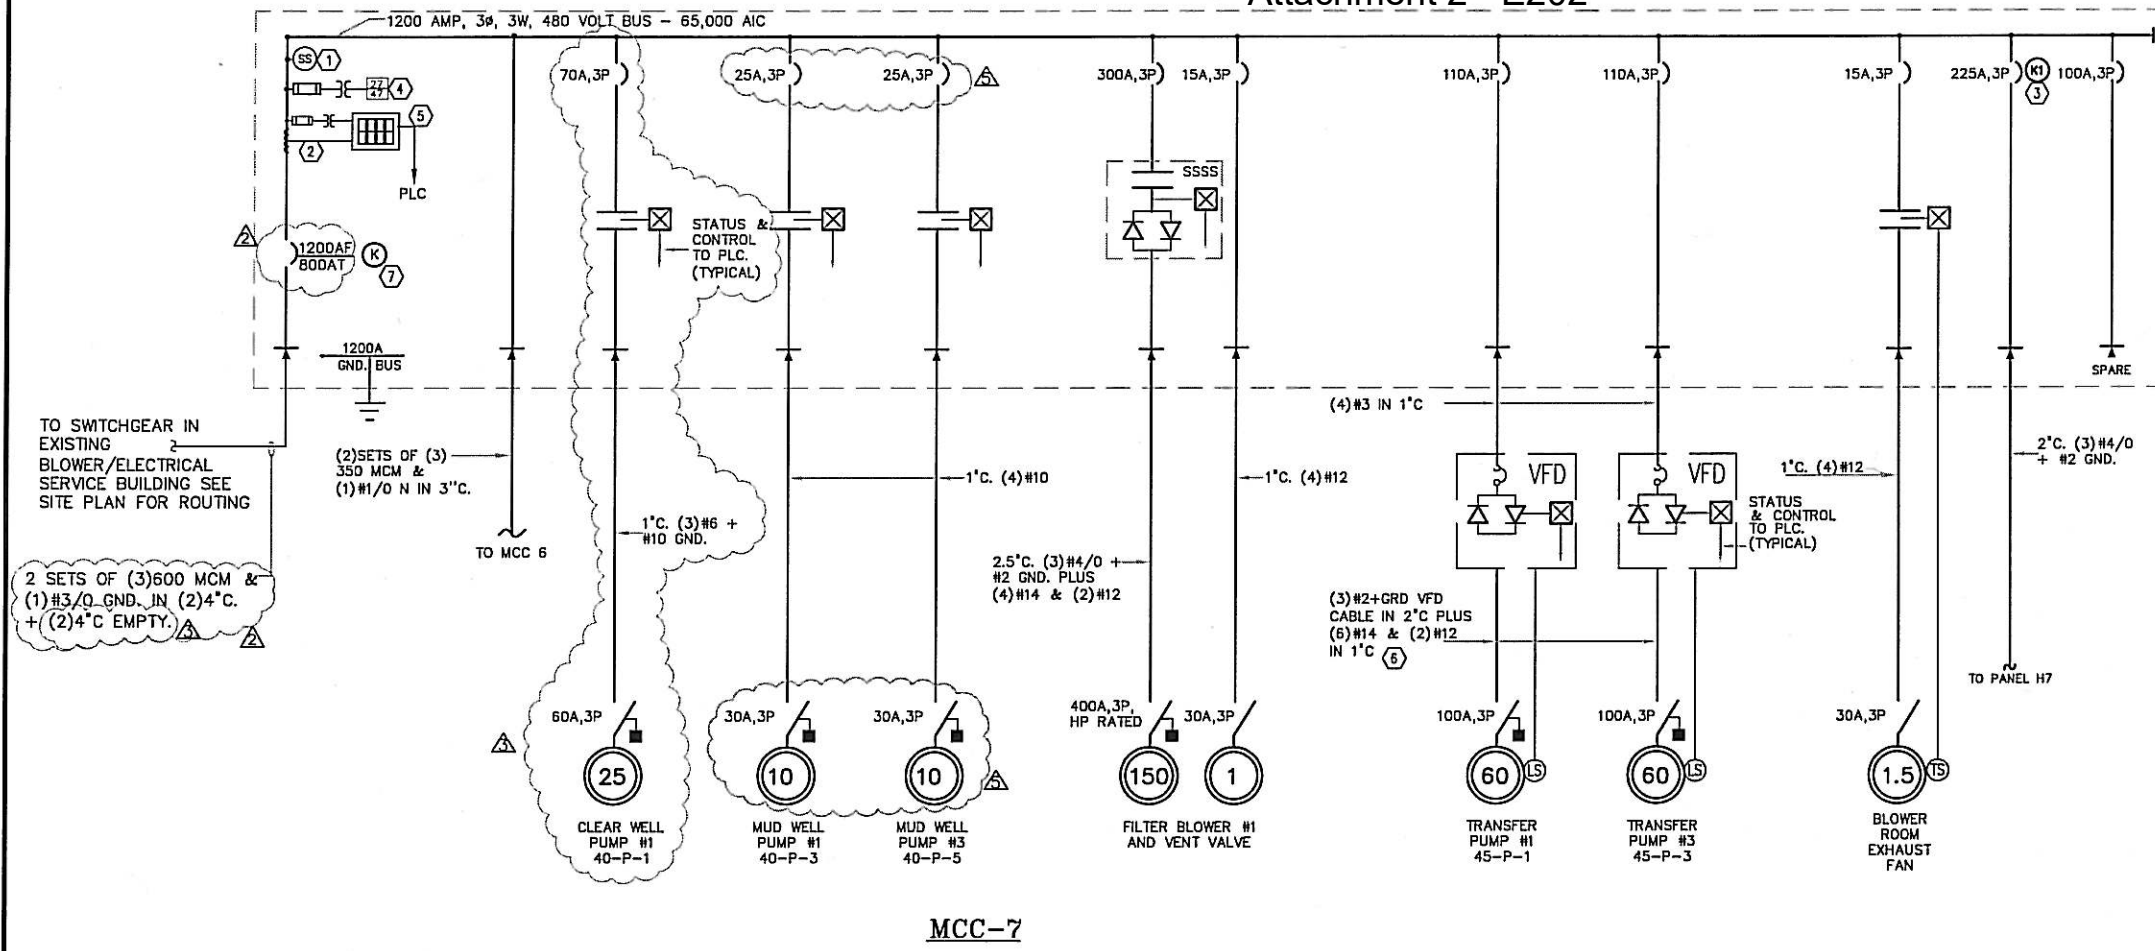 Attachment 2 - E202
1200 AMP, 3ø, 3W, 480 VOLT BUS - 65,000 AIC
SS
1
27
47
4
5
2
PLC
2
1200AF
800AT
K
7
1200A
GND. BUS
70A,3P
25A,3P
25A,3P
5
300A,3P
15A,3P
110A,3P
110A,3P
15A,3P
225A,3P
K1
3
100A,3P
STATUS &
CONTROL
TO PLC.
(TYPICAL)
SSSS
SPARE
TO SWITCHGEAR IN
EXISTING
BLOWER/ELECTRICAL
SERVICE BUILDING SEE
SITE PLAN FOR ROUTING
2 SETS OF (3)600 MCM &
(1)#3/0 GND. IN (2)4"C.
+ (2)4"C EMPTY.
3
2
(2)SETS OF (3)
350 MCM &
(1)#1/0 N IN 3"C.
TO MCC 6
1"C. (3)#6 +
#10 GND.
1"C. (4)#10
1"C. (4)#12
2.5"C. (3)#4/0 +
#2 GND. PLUS
(4)#14 & (2)#12
(4)#3 IN 1"C
VFD
VFD
STATUS
& CONTROL
TO PLC.
(TYPICAL)
(3)#2+GRD VFD
CABLE IN 2"C PLUS
(6)#14 & (2)#12
IN 1"C
6
1"C. (4)#12
2"C. (3)#4/0
+ #2 GND.
TO PANEL H7
3
60A,3P
25
CLEAR WELL
PUMP #1
40-P-1
30A,3P
10
MUD WELL
PUMP #1
40-P-3
30A,3P
10
5
MUD WELL
PUMP #3
40-P-5
400A,3P,
HP RATED
150
30A,3P
1
FILTER BLOWER #1
AND VENT VALVE
100A,3P
60
LS
TRANSFER
PUMP #1
45-P-1
100A,3P
60
LS
TRANSFER
PUMP #3
45-P-3
30A,3P
1.5
TS
BLOWER
ROOM
EXHAUST
FAN
MCC-7